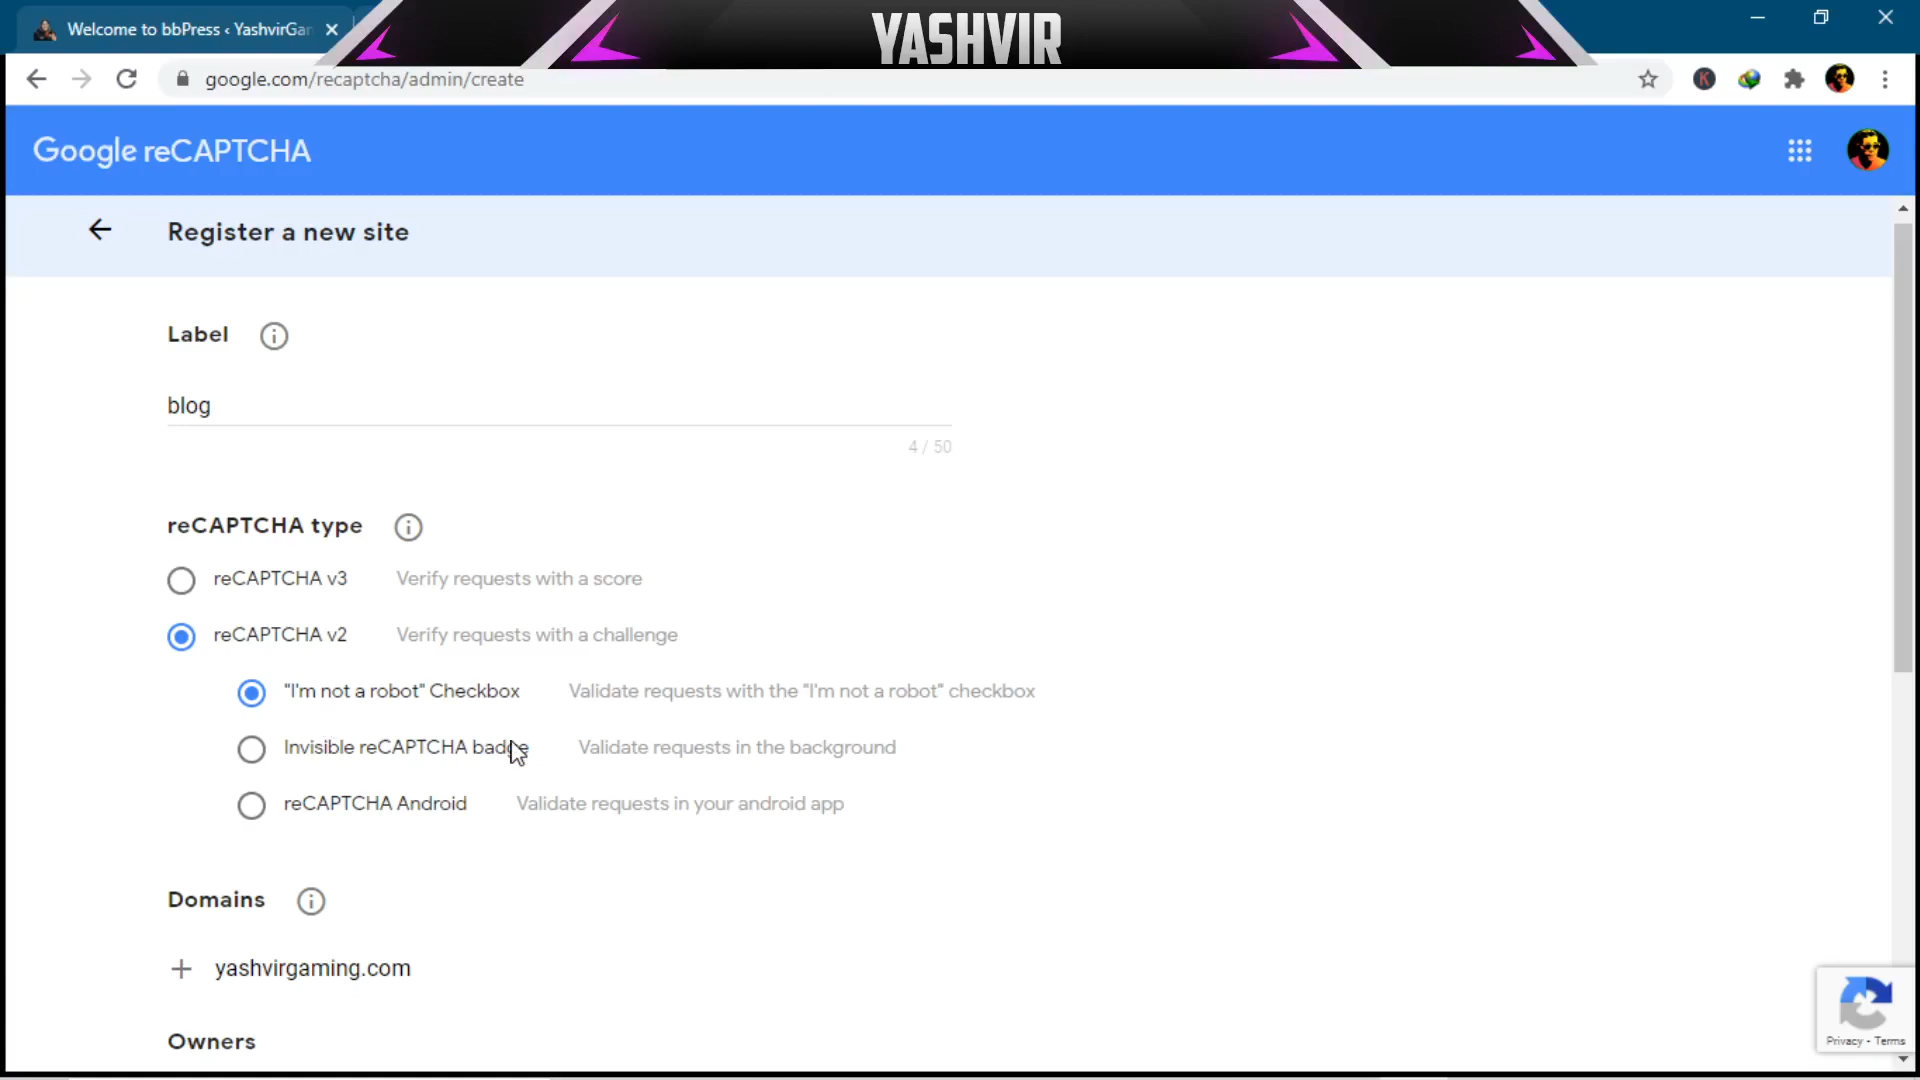 Welcome to bbPress ‹ YashvirGam
YASHVIR
google.com/recaptcha/admin/create
K
Google reCAPTCHA
Register a new site
Label
blog
4 / 50
reCAPTCHA type
reCAPTCHA v3 Verify requests with a score
reCAPTCHA v2 Verify requests with a challenge
"I'm not a robot" Checkbox Validate requests with the "I'm not a robot" checkbox
Invisible reCAPTCHA badge Validate requests in the background
reCAPTCHA Android Validate requests in your android app
Domains
yashvirgaming.com
Owners
Privacy - Terms